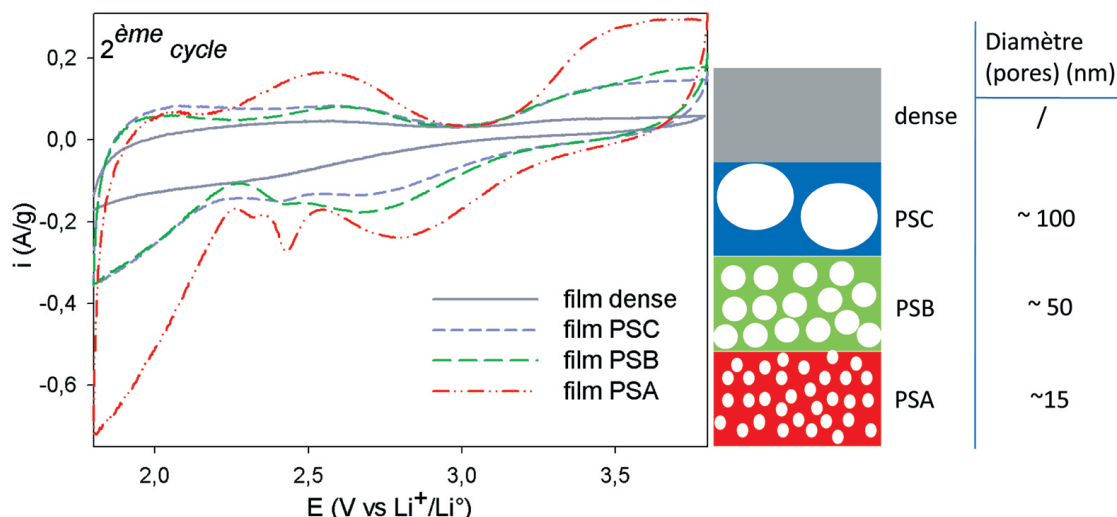 2ème cycle
0,2
0,0
-0,2
-0,4
-0,6
i (A/g)
2,0
2,5
3,0
3,5
E (V vs Li+/Li°)
film dense
film PSC
film PSB
film PSA
Diamètre
(pores) (nm)
dense
/
PSC
~ 100
PSB
~ 50
PSA
~15